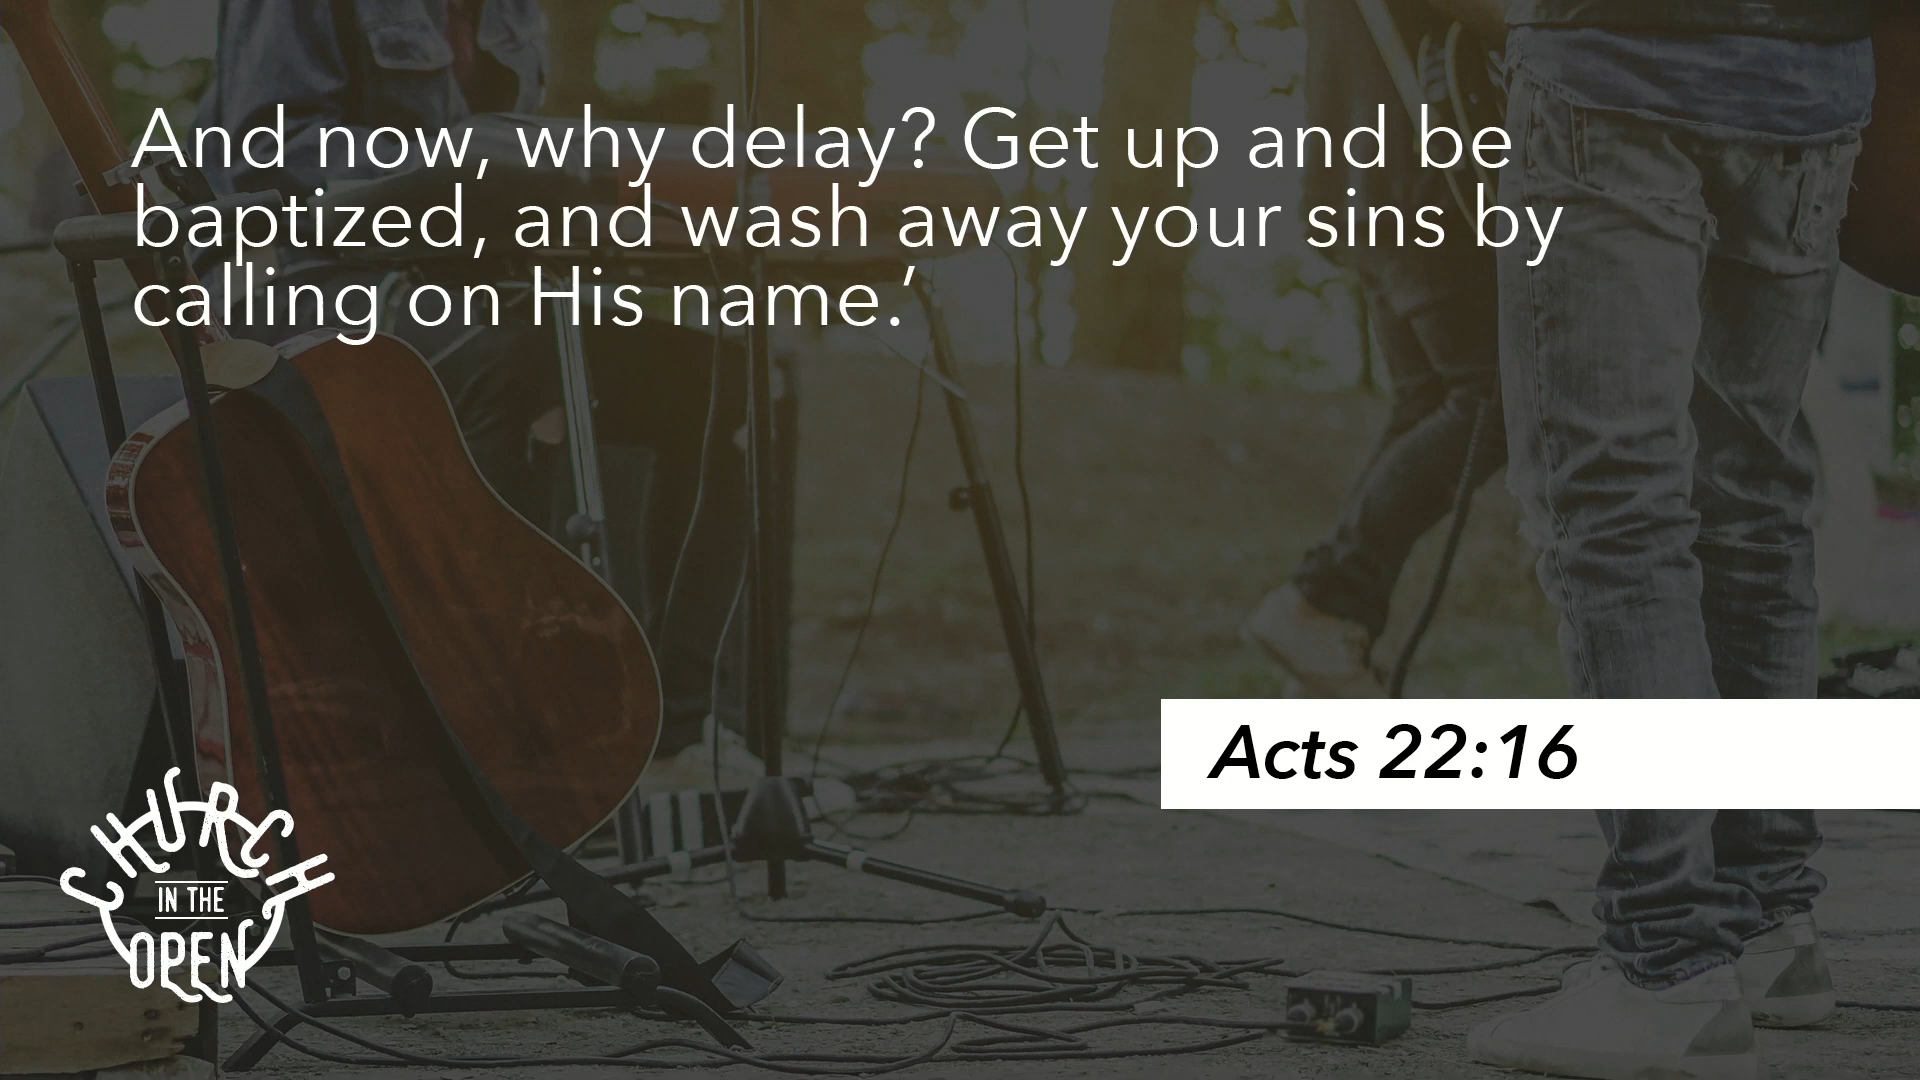 And now, why delay? Get up and be
baptized, and wash away your sins by
calling on His name.’
Acts 22:16
CHURCH
IN THE
OPEN